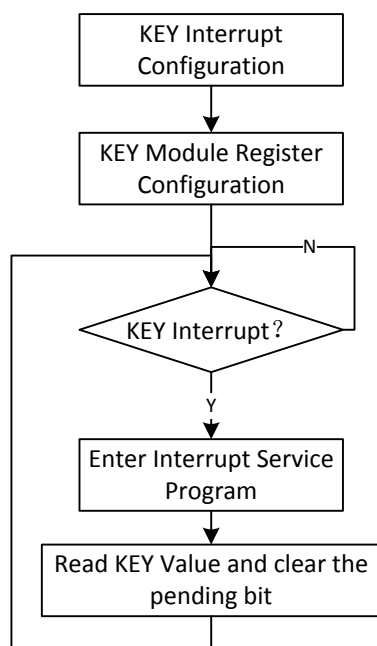 KEY Interrupt
Configuration
KEY Module Register
Configuration
N
KEY Interrupt？
Y
Enter Interrupt Service
Program
Read KEY Value and clear the
pending bit